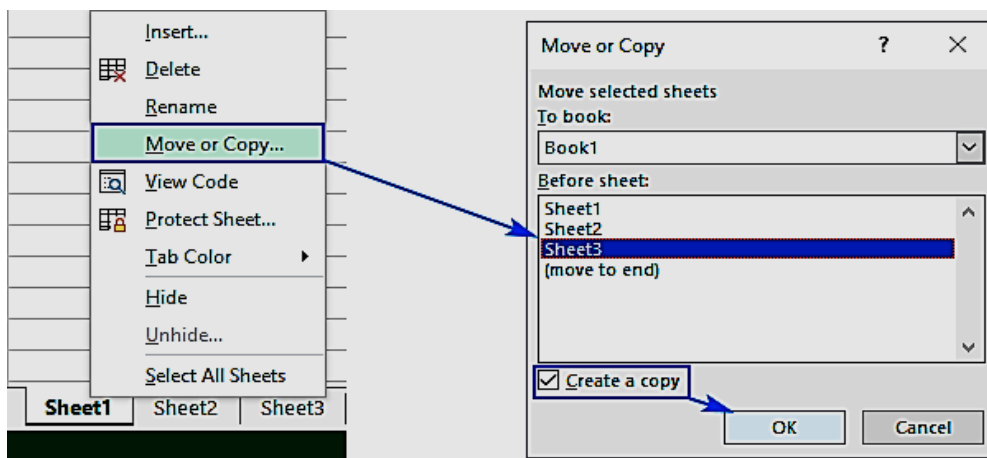 Insert...
Delete
Rename
Move or Copy...
View Code
Protect Sheet...
Tab Color
Hide
Unhide...
Select All Sheets
Sheet1 Sheet2 Sheet3
Move or Copy ?
Move selected sheets
To book:
Book1
Before sheet:
Sheet1
Sheet2
Sheet3
(move to end)
Create a copy
OK Cancel